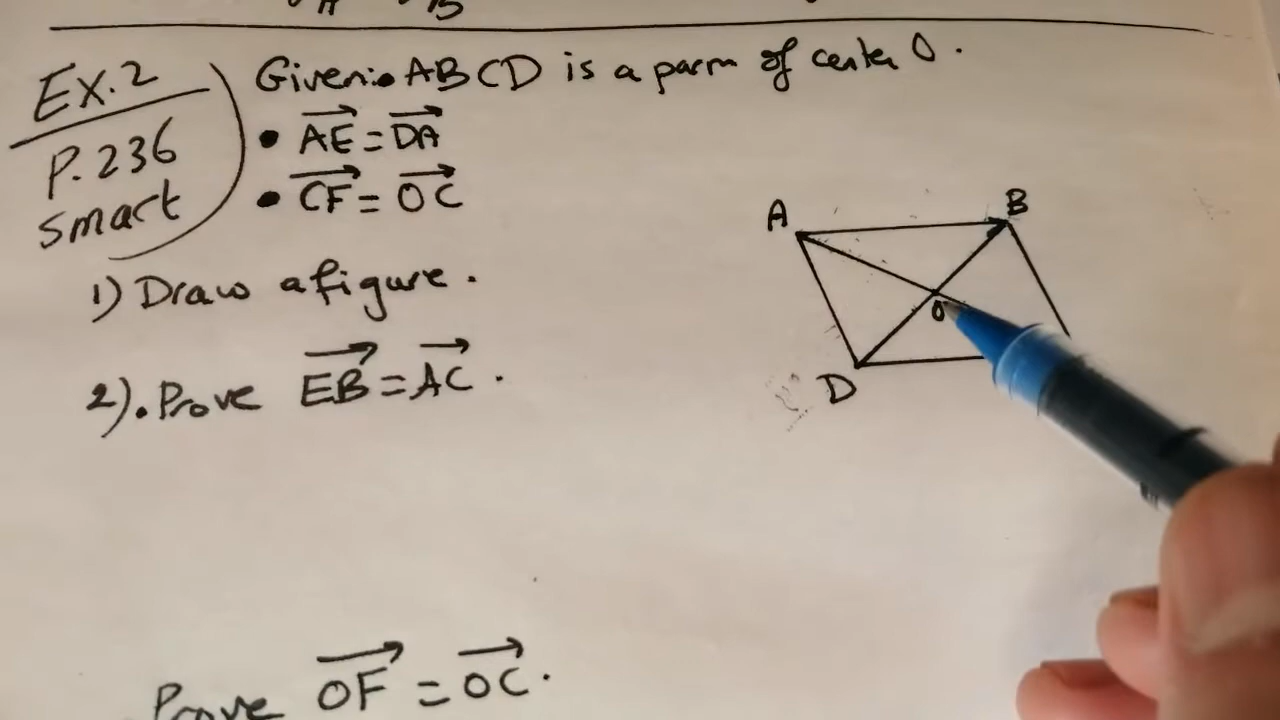 EX.2
P.236
smart
Given: ABCD is a parm of center O.
• AE = DA
• CF = OC
1) Draw a figure.
2). Prove EB = AC.
Prove OF = OC.
A
B
O
D